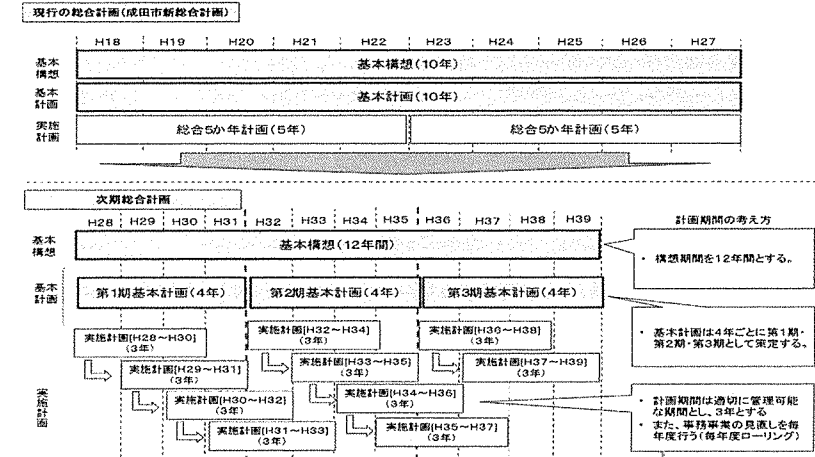 現行の総合計画(成田市新総合計画)
H18 H19 H20 H21 H22 H23 H24 H25 H26 H27
基本構想
基本構想(10年)
基本計画
基本計画(10年)
実施計画
総合5か年計画(5年) 総合5か年計画(5年)
次期総合計画
H28 H29 H30 H31 H32 H33 H34 H35 H36 H37 H38 H39
計画期間の考え方
基本構想
基本構想(12年間)
・ 構想期間を12年間とする。
基本計画
第1期基本計画(4年) 第2期基本計画(4年) 第3期基本計画(4年)
・ 基本計画は4年ごとに第1期・
第2期・第3期として策定する。
実施計画
実施計画[H28～H30]
(3年)
実施計画[H29～H31]
(3年)
実施計画[H30～H32]
(3年)
実施計画[H31～H33]
(3年)
実施計画[H32～H34]
(3年)
実施計画[H33～H35]
(3年)
実施計画[H34～H36]
(3年)
実施計画[H35～H37]
(3年)
実施計画[H36～H38]
(3年)
実施計画[H37～H39]
(3年)
・ 計画期間は適切に管理可能
な期間とし、3年とする
・ また、事務事業の見直しを毎
年度行う(毎年度ローリング)